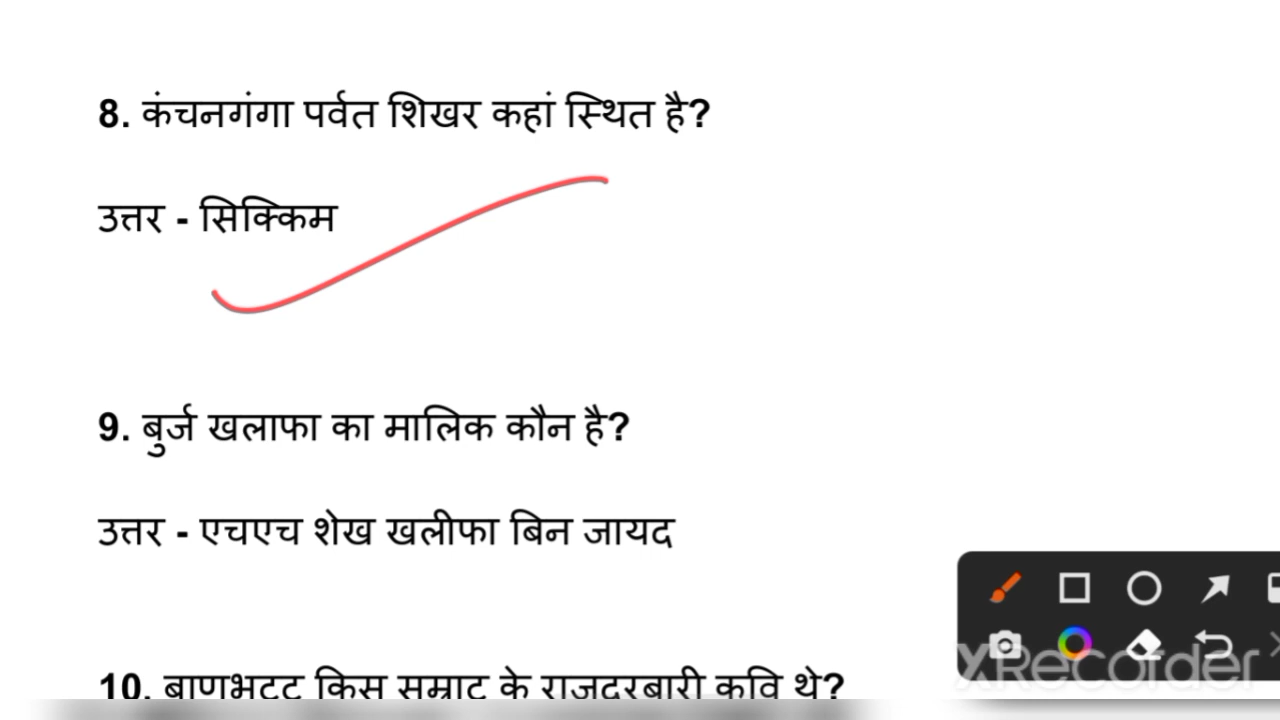 8. कंचनगंगा पर्वत शिखर कहां स्थित है?
उत्तर - सिक्किम
9. बुर्ज खलाफा का मालिक कौन है?
उत्तर - एचएच शेख खलीफा बिन जायद
10. बाणभट्ट किस सम्राट के राजदरबारी कवि थे?
XRecorder